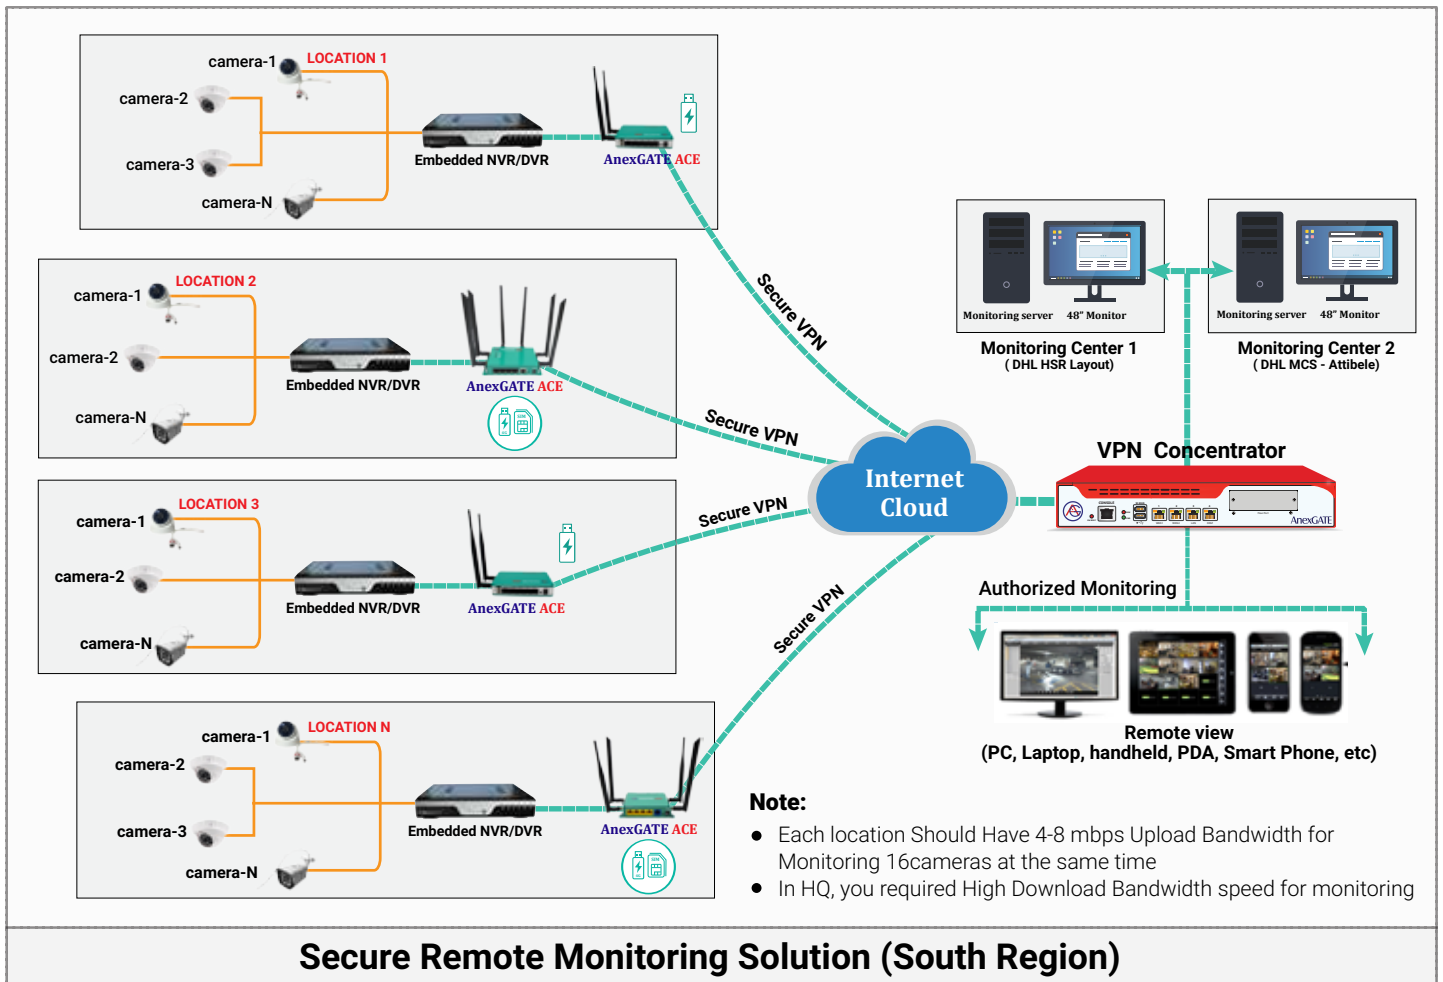 LOCATION 1
camera-1
camera-2
camera-3
camera-N
Embedded NVR/DVR
AnexGATE ACE
LOCATION 2
camera-1
camera-2
camera-N
Embedded NVR/DVR
AnexGATE ACE
LOCATION 3
camera-1
camera-2
camera-N
Embedded NVR/DVR
AnexGATE ACE
LOCATION N
camera-1
camera-2
camera-3
camera-N
Embedded NVR/DVR
AnexGATE ACE
Secure VPN
Secure VPN
Secure VPN
Secure VPN
Internet
Cloud
Monitoring server 48" Monitor
Monitoring Center 1
( DHL HSR Layout)
Monitoring server 48" Monitor
Monitoring Center 2
( DHL MCS - Attibele)
VPN Concentrator
CONSOLE
AnexGATE
Authorized Monitoring
Remote view
(PC, Laptop, handheld, PDA, Smart Phone, etc)
Note:
● Each location Should Have 4-8 mbps Upload Bandwidth for
Monitoring 16cameras at the same time
● In HQ, you required High Download Bandwidth speed for monitoring
Secure Remote Monitoring Solution (South Region)